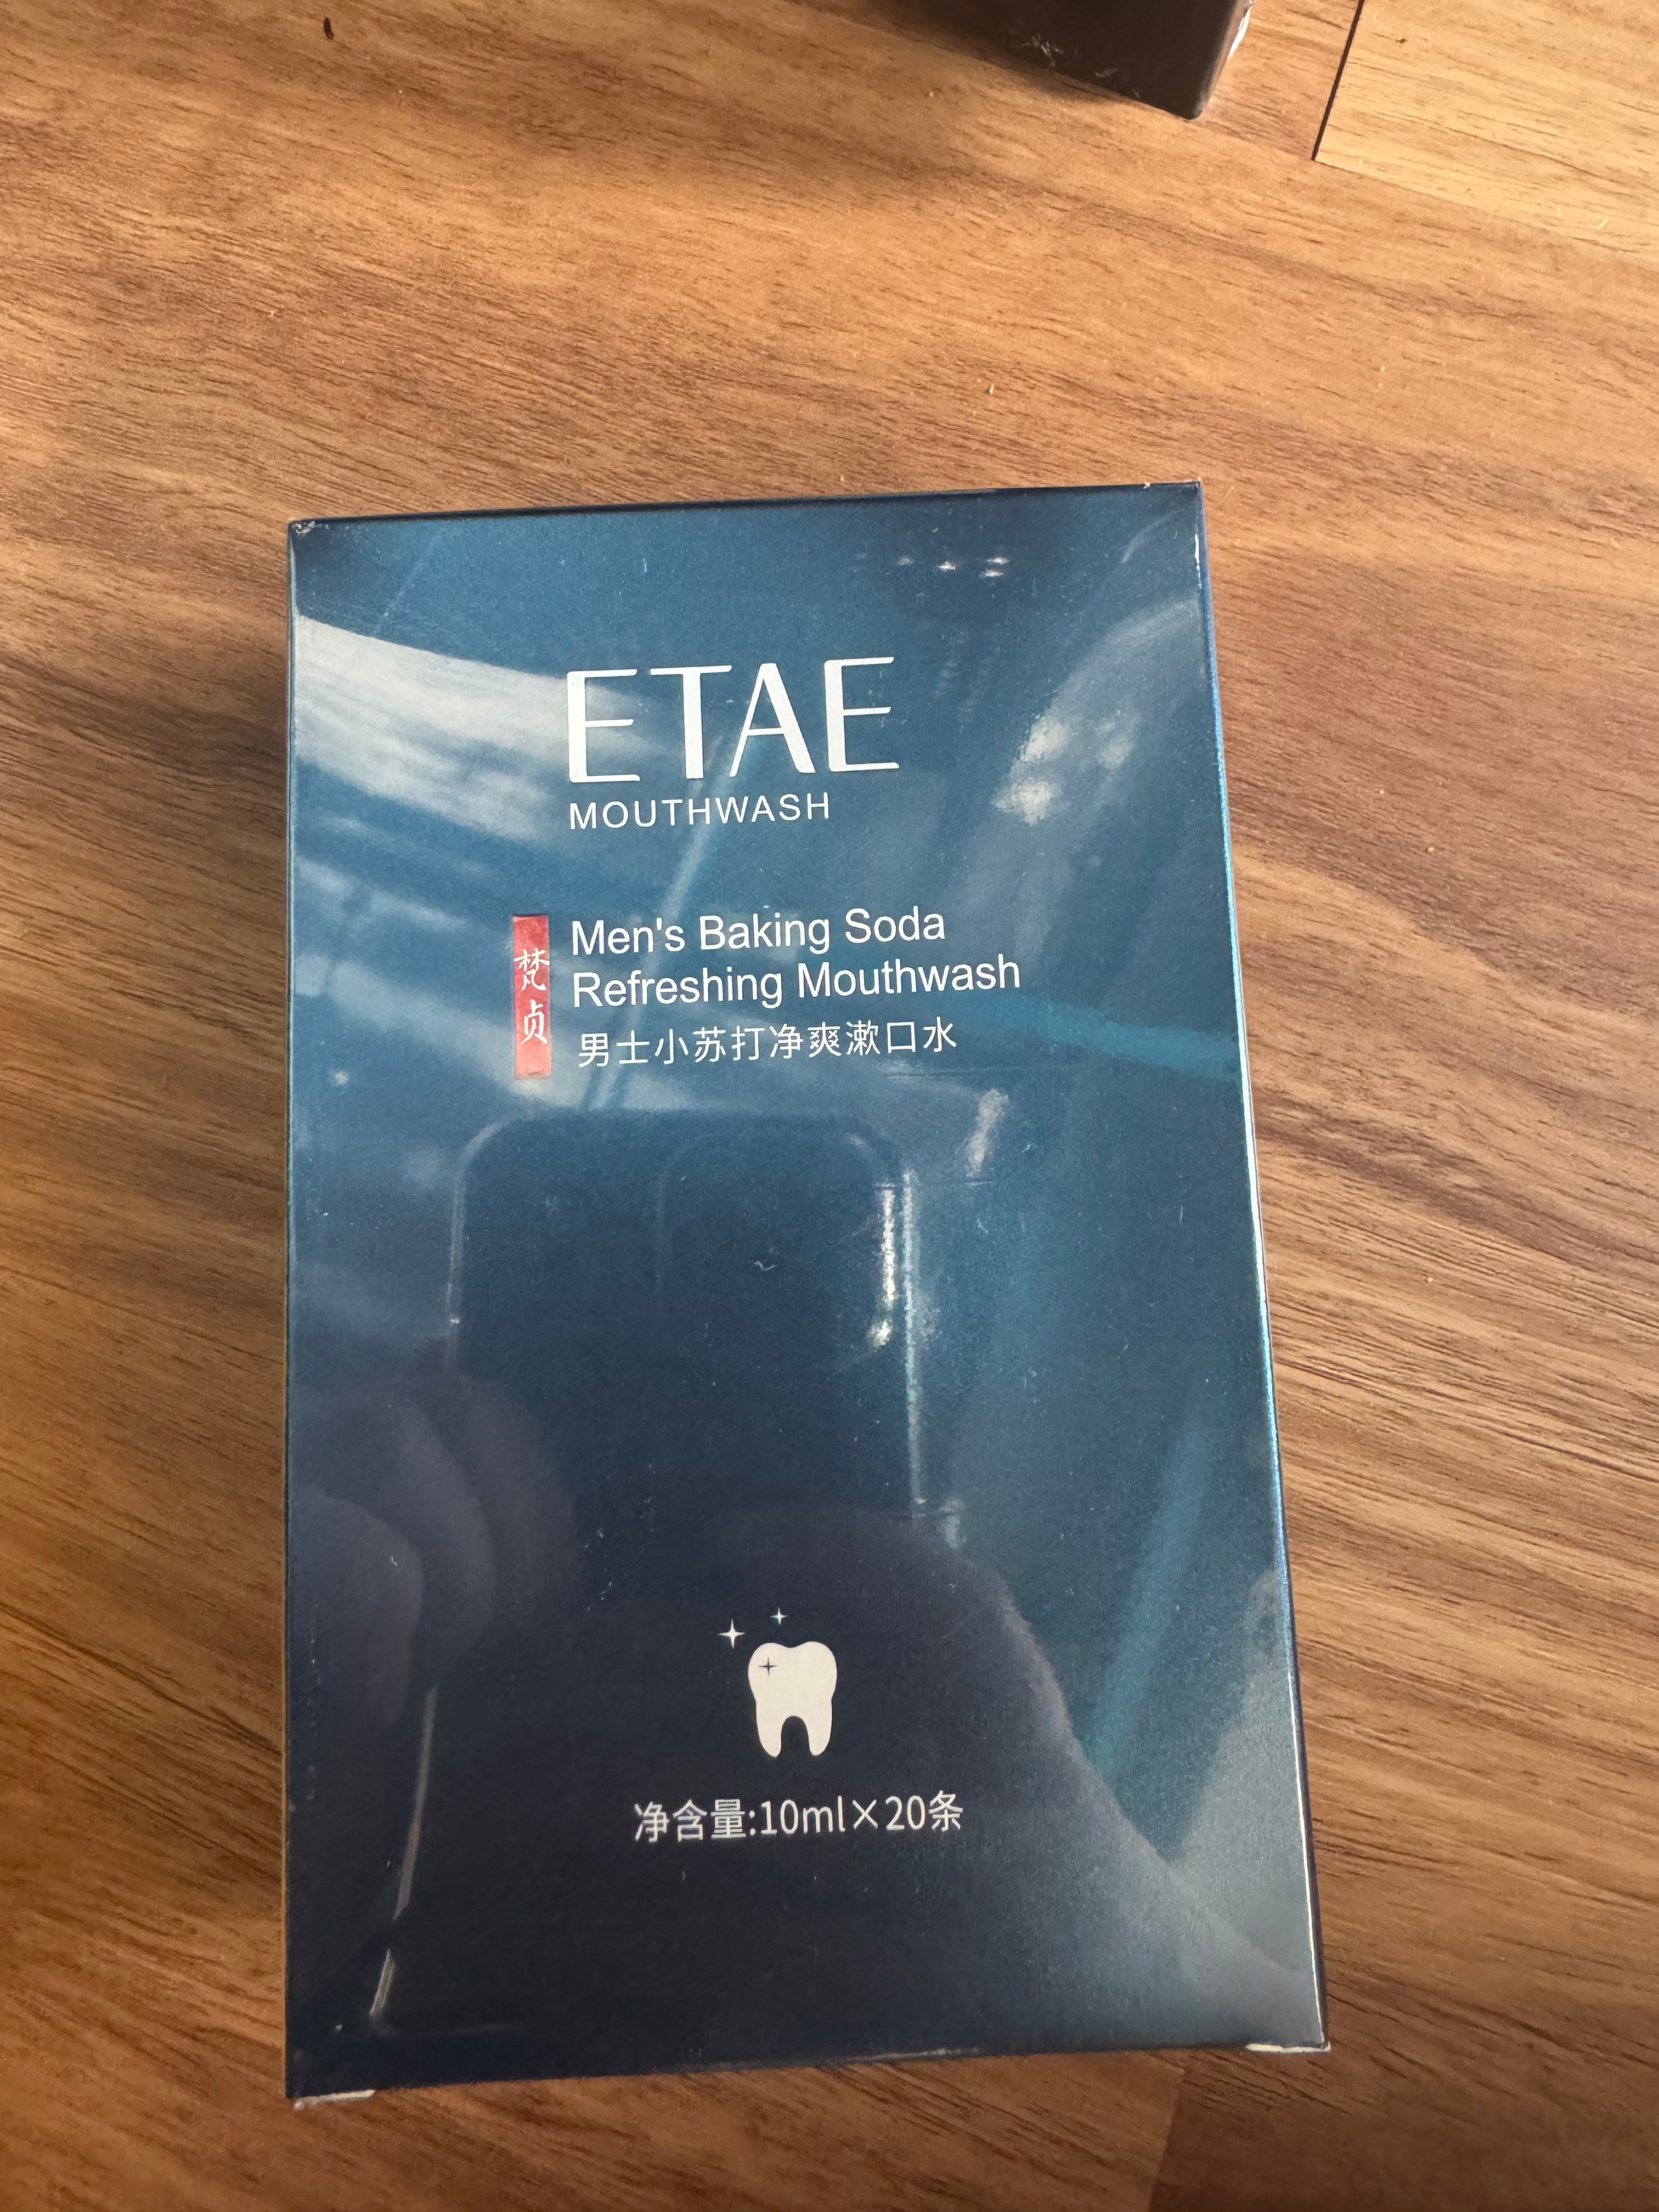 ETAE
MOUTHWASH
梵贞
Men's Baking Soda
Refreshing Mouthwash
男士小苏打净爽漱口水
净含量:10ml×20条